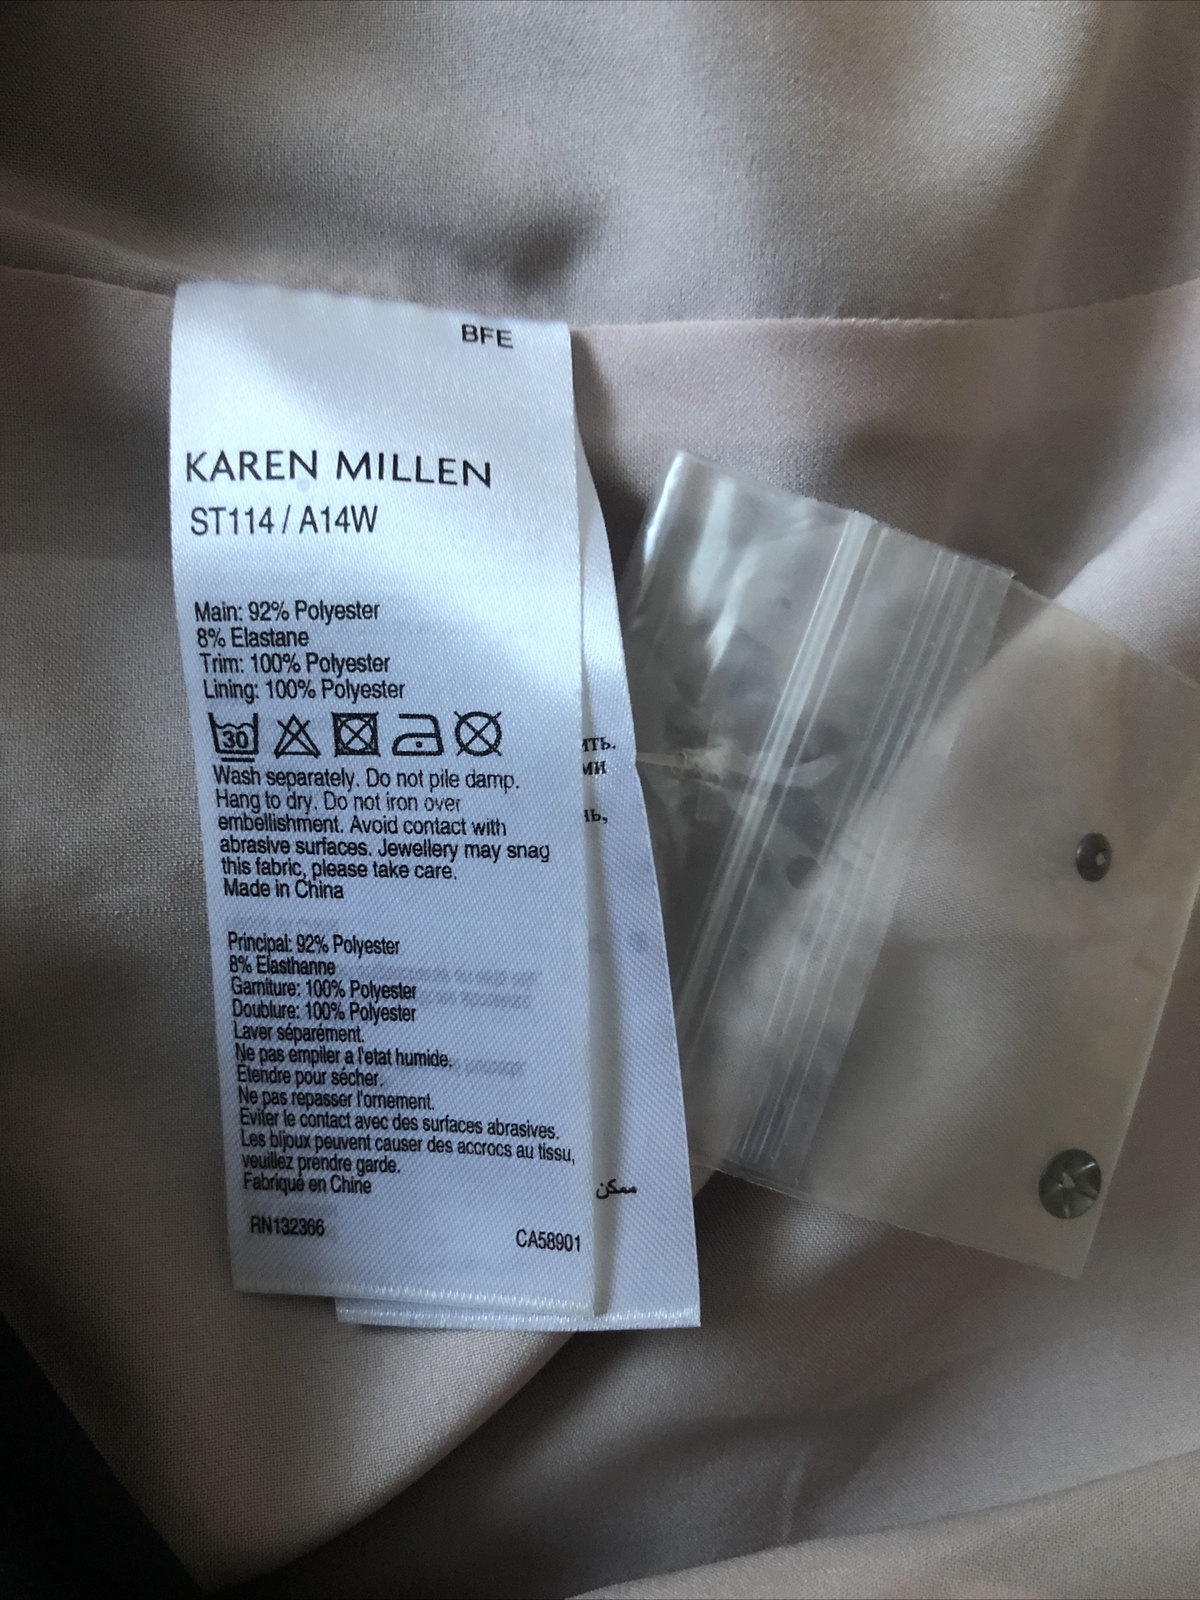 BFE
KAREN MILLEN
ST114 / A14W
Main: 92% Polyester
8% Elastane
Trim: 100% Polyester
Lining: 100% Polyester
30
Wash separately. Do not pile damp.
Hang to dry. Do not iron over
embellishment. Avoid contact with
abrasive surfaces. Jewellery may snag
this fabric, please take care.
Made in China
Principal: 92% Polyester
8% Elasthanne
Garniture: 100% Polyester
Doublure: 100% Polyester
Laver séparément.
Ne pas empiler a l'etat humide.
Étendre pour sécher.
Ne pas repasser l'ornement.
Eviter le contact avec des surfaces abrasives.
Les bijoux peuvent causer des accrocs au tissu,
veuillez prendre garde.
Fabriqué en Chine
RN132366
CA58901
ить.
ми
ь,
ممكن